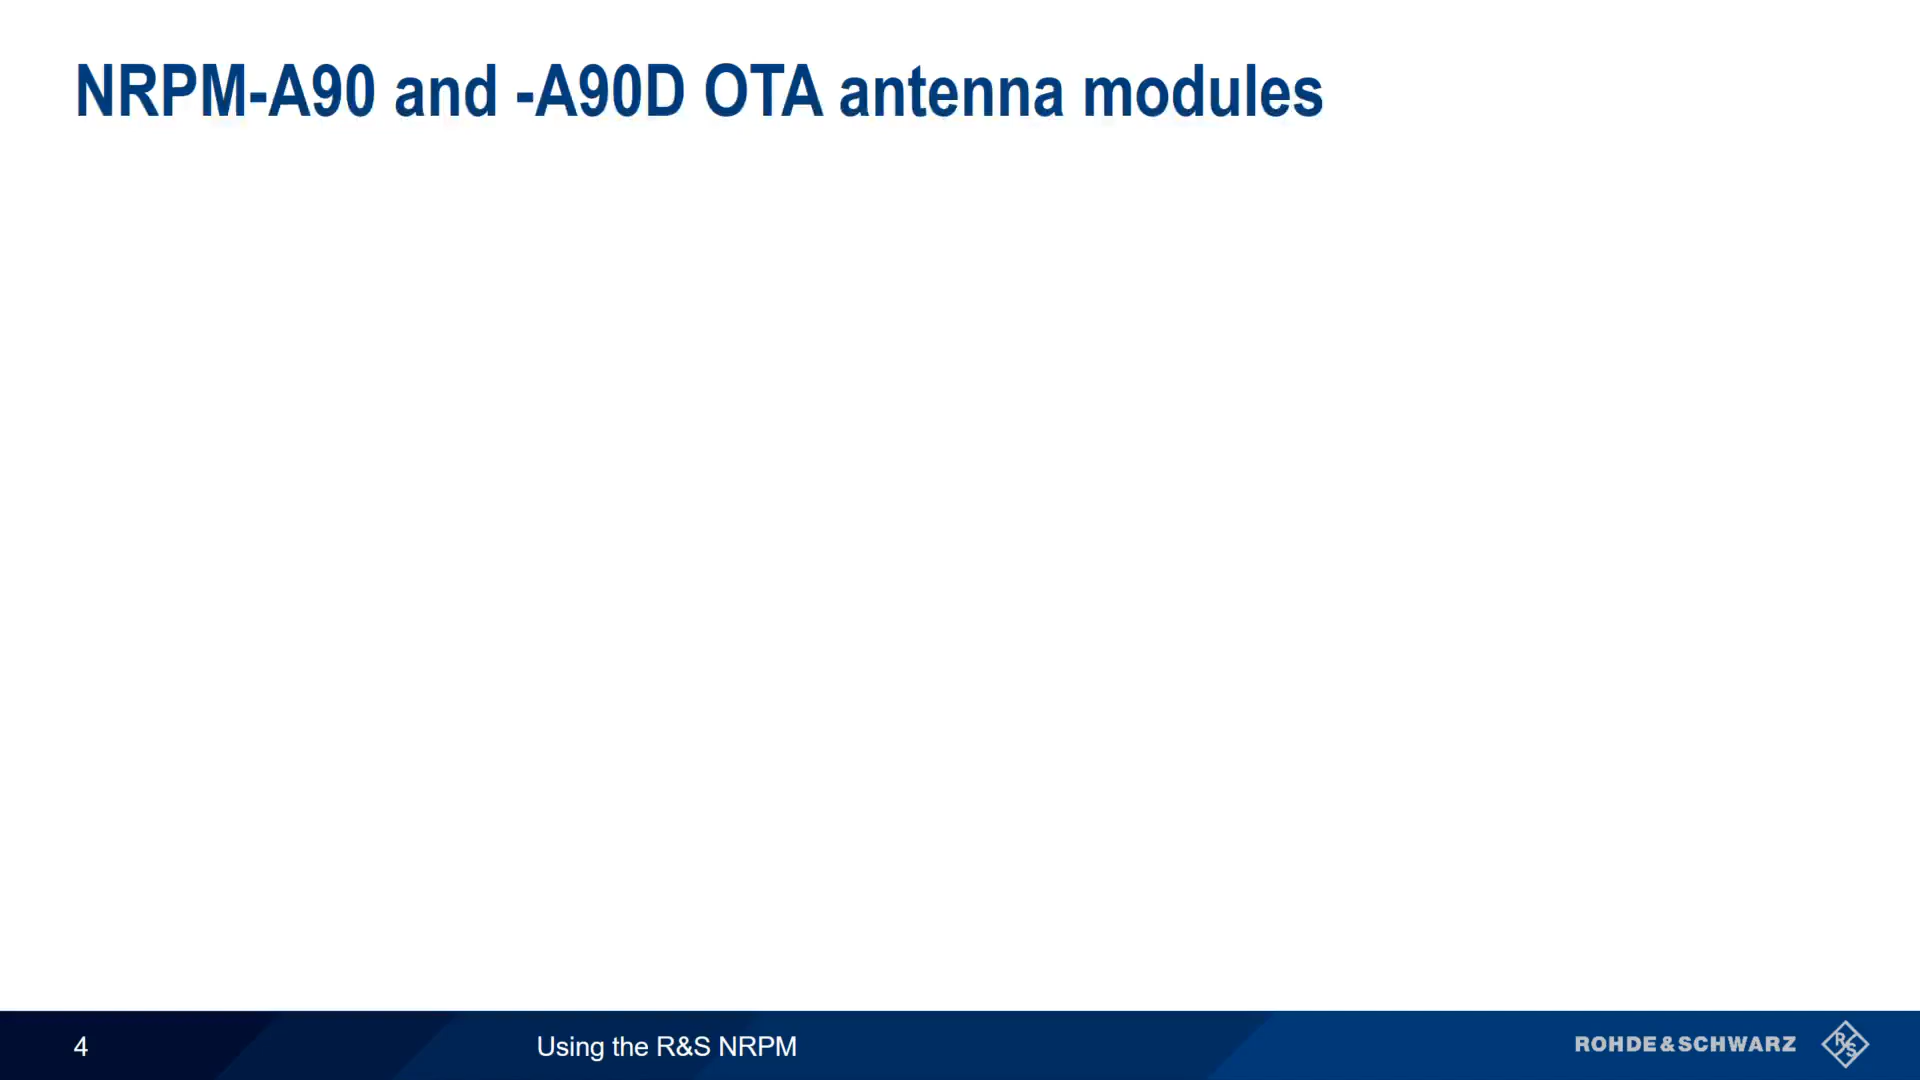 NRPM-A90 and -A90D OTA antenna modules
4
Using the R&S NRPM
ROHDE&SCHWARZ
R
S